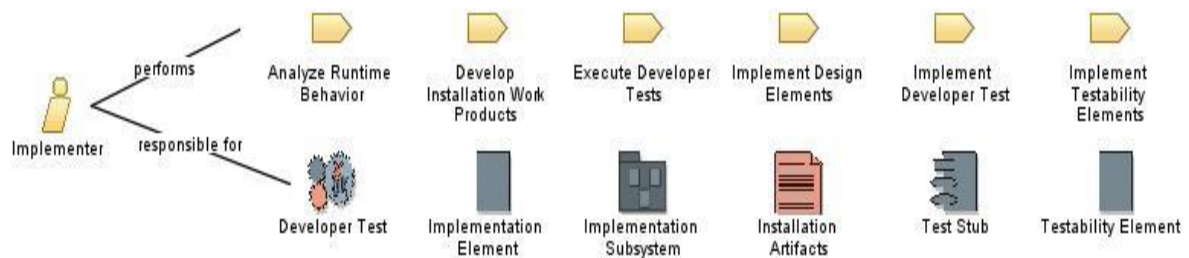 performs
Analyze Runtime
Behavior
Develop
Installation Work
Products
Execute Developer
Tests
Implement Design
Elements
Implement
Developer Test
Implement
Testability
Elements
Implementer
responsible for
Developer Test
Implementation
Element
Implementation
Subsystem
Installation
Artifacts
Test Stub
Testability Element